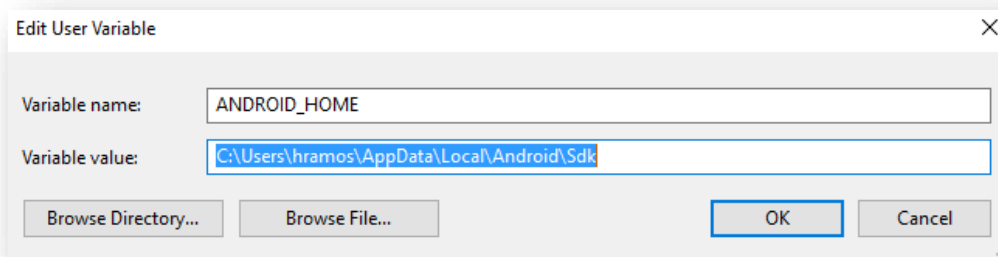 Edit User Variable
Variable name: ANDROID_HOME
Variable value: C:\Users\hramos\AppData\Local\Android\Sdk
Browse Directory... Browse File... OK Cancel